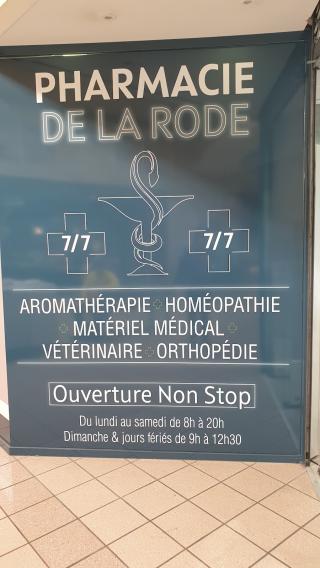 PHARMACIE
DE LA RODE
7/7 7/7
AROMATHÉRAPIE + HOMÉOPATHIE
+ MATÉRIEL MÉDICAL +
VÉTÉRINAIRE + ORTHOPÉDIE
Ouverture Non Stop
Du lundi au samedi de 8h à 20h
Dimanche & jours fériés de 9h à 12h30